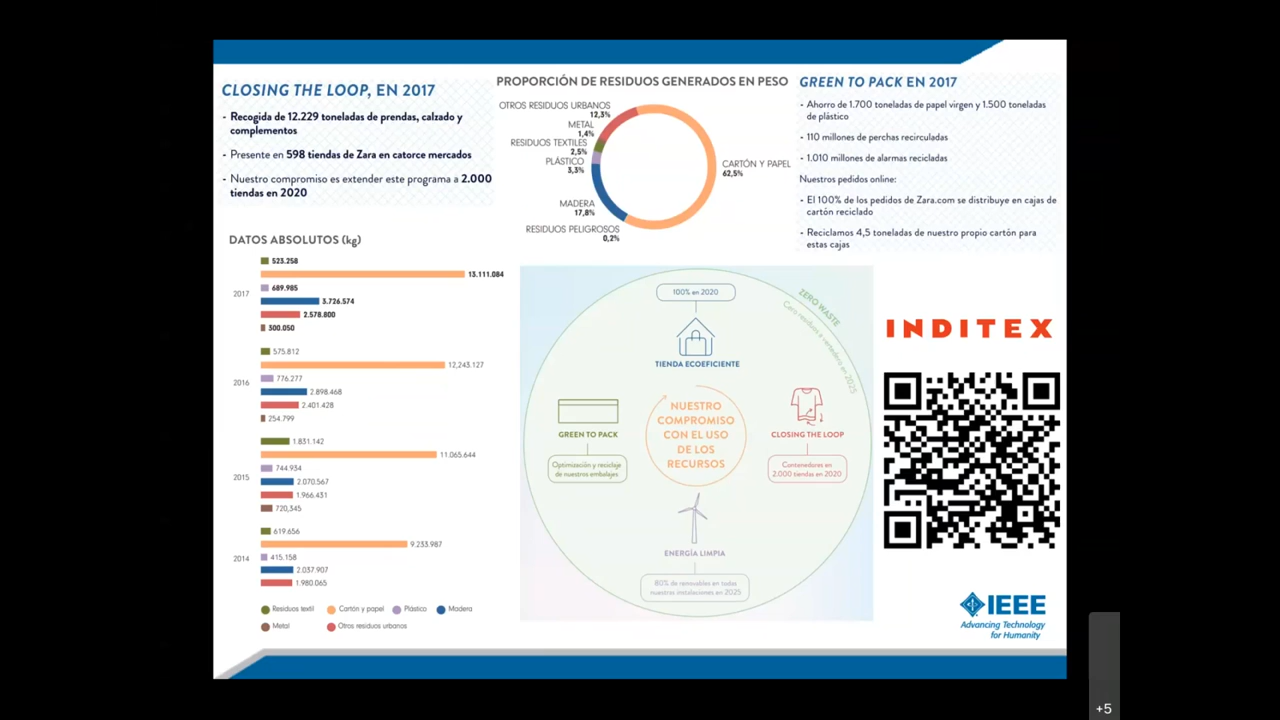 CLOSING THE LOOP, EN 2017
- Recogida de 12.229 toneladas de prendas, calzado y
complementos
- Presente en 598 tiendas de Zara en catorce mercados
- Nuestro compromiso es extender este programa a 2.000
tiendas en 2020
PROPORCIÓN DE RESIDUOS GENERADOS EN PESO
OTROS RESIDUOS URBANOS
12,3%
METAL
1,4%
RESIDUOS TEXTILES
2,5%
PLÁSTICO
3,3%
MADERA
17,8%
RESIDUOS PELIGROSOS
0,2%
CARTÓN Y PAPEL
62,5%
GREEN TO PACK EN 2017
- Ahorro de 1.700 toneladas de papel virgen y 1.500 toneladas
de plástico
- 110 millones de perchas recirculadas
- 1.010 millones de alarmas recicladas
Nuestros pedidos online:
- El 100% de los pedidos de Zara.com se distribuye en cajas de
cartón reciclado
- Reciclamos 4,5 toneladas de nuestro propio cartón para
estas cajas
DATOS ABSOLUTOS (kg)
2017
523.258
13.111.084
689.985
3.726.574
2.578.800
300.050
2016
575.812
12,243.127
776.277
2.898.468
2.401.428
254.799
2015
1.831.142
11.065.644
744.934
2.070.567
1.966.431
720,345
2014
619.656
9.233.987
415.158
2.037.907
1.980.065
Residuos textil
Cartón y papel
Plástico
Madera
Metal
Otros residuos urbanos
ZERO WASTE
Cero residuos a vertedero en 2025
100% en 2020
TIENDA ECOEFICIENTE
GREEN TO PACK
Optimización y reciclaje
de nuestros embalajes
NUESTRO
COMPROMISO
CON EL USO
DE LOS
RECURSOS
CLOSING THE LOOP
Contenedores en
2.000 tiendas en 2020
ENERGÍA LIMPIA
80% de renovables en todas
nuestras instalaciones en 2025
INDITEX
IEEE
Advancing Technology
for Humanity
+5